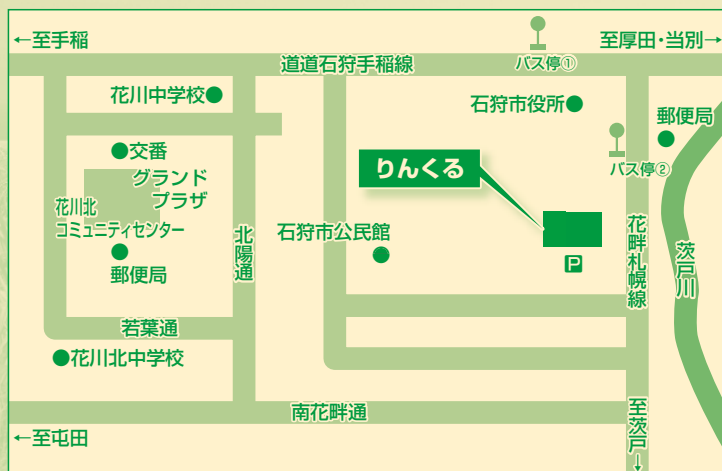 ←至手稲
至厚田・当別→
バス停①
道道石狩手稲線
花川中学校
石狩市役所
郵便局
交番
りんくる
バス停②
グランド
プラザ
花川北
コミュニティセンター
郵便局
北陽通
石狩市公民館
P
花畔札幌線
茨戸川
若葉通
花川北中学校
南花畔通
←至屯田
至茨戸→